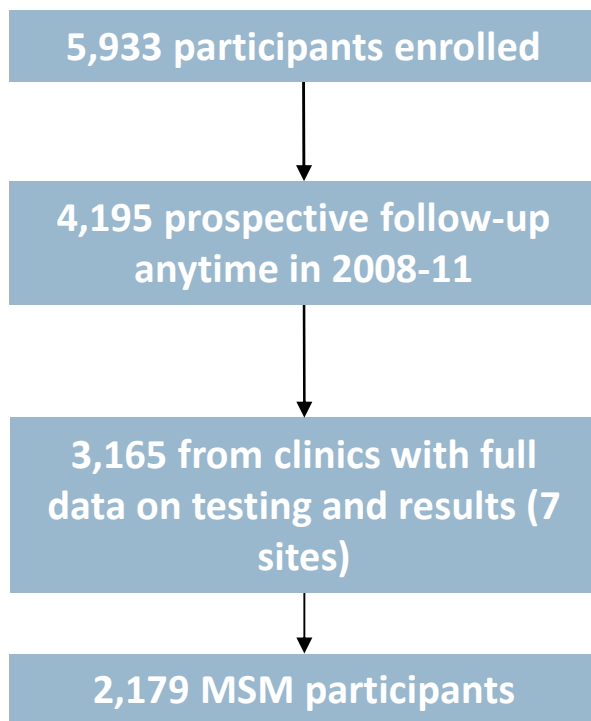 5,933 participants enrolled
4,195 prospective follow-up
anytime in 2008-11
3,165 from clinics with full
data on testing and results (7
sites)
2,179 MSM participants